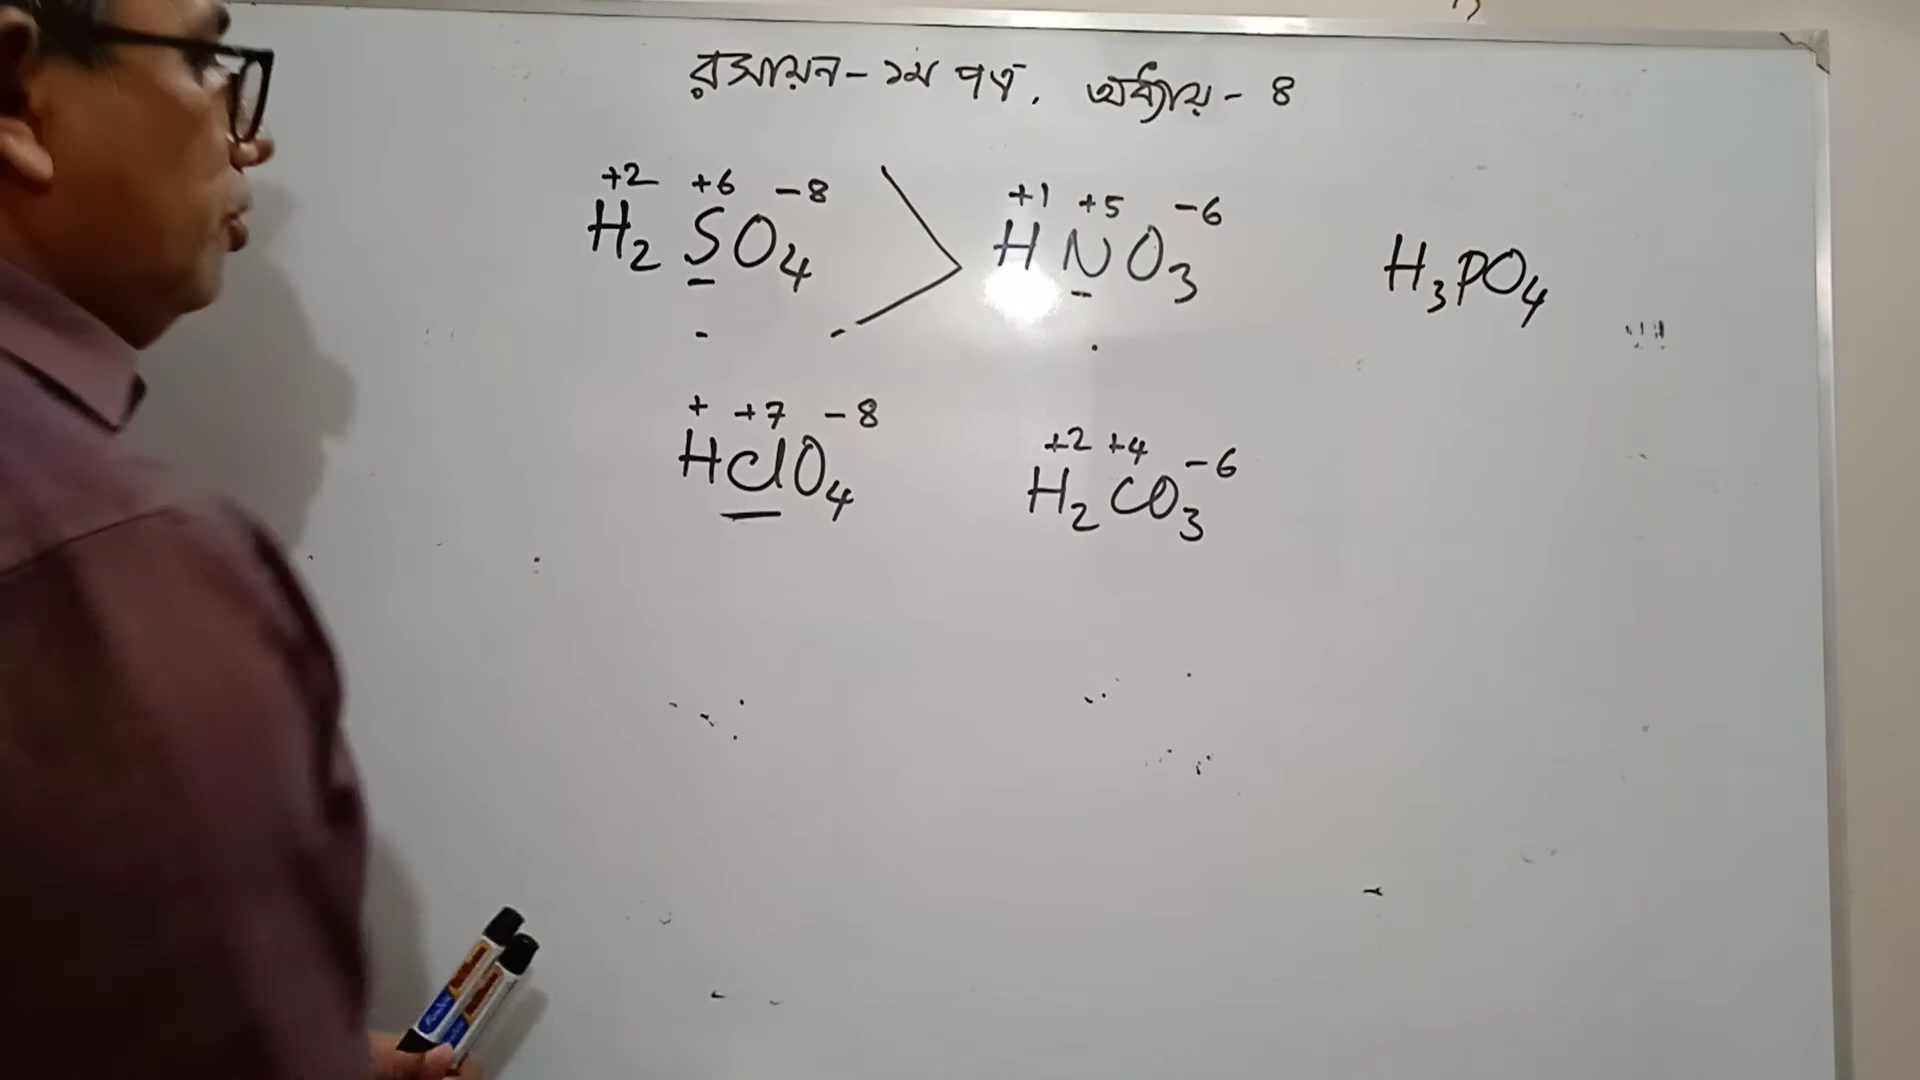 রসায়ন - ১ম পত্র. অধ্যায় - ৪
+2 +6 -8
H₂SO₄ > +1 +5 -6
HNO₃
H₃PO₄
+ +7 -8
HClO₄
+2 +4 -6
H₂CO₃